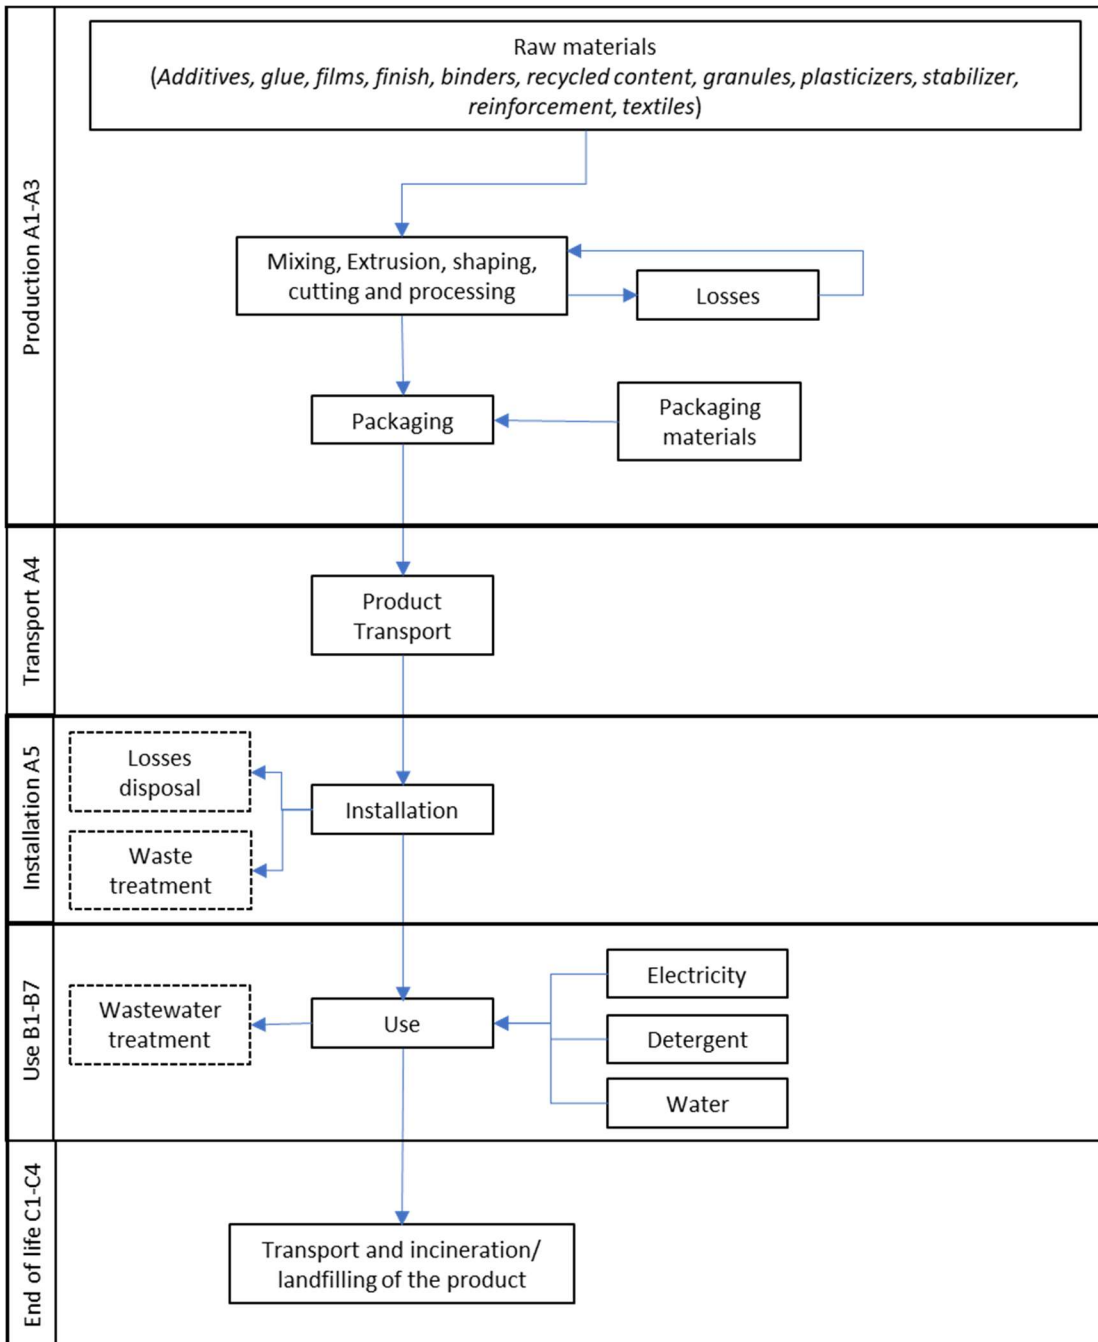 Production A1-A3
Raw materials
(Additives, glue, films, finish, binders, recycled content, granules, plasticizers, stabilizer,
reinforcement, textiles)
Mixing, Extrusion, shaping,
cutting and processing
Losses
Packaging
Packaging
materials
Transport A4
Product
Transport
Installation A5
Losses
disposal
Installation
Waste
treatment
Use B1-B7
Wastewater
treatment
Use
Electricity
Detergent
Water
End of life C1-C4
Transport and incineration/
landfilling of the product